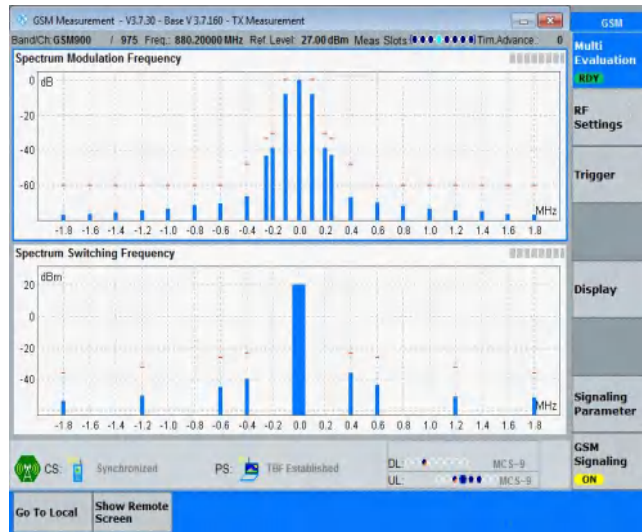 GSM Measurement - V3.7.30 - Base V 3.7.160 - TX Measurement
GSM
Band/Ch: GSM900 / 975 Freq.: 880.20000 MHz Ref. Level: 27.00 dBm Meas Slots: Tim.Advance: 0
Multi Evaluation
RDY
Spectrum Modulation Frequency
dB
0
-20
-40
-60
MHz
-1.8 -1.6 -1.4 -1.2 -1.0 -0.8 -0.6 -0.4 -0.2 0.0 0.2 0.4 0.6 0.8 1.0 1.2 1.4 1.6 1.8
RF
Settings
Trigger
Spectrum Switching Frequency
dBm
20
0
-20
-40
MHz
-1.8 -1.6 -1.4 -1.2 -1.0 -0.8 -0.6 -0.4 -0.2 0.0 0.2 0.4 0.6 0.8 1.0 1.2 1.4 1.6 1.8
Display
Signaling
Parameter
CS: Synchronized PS: TBF Established DL: MCS-9
UL: MCS-9
GSM
Signaling
ON
Go To Local
Show Remote
Screen